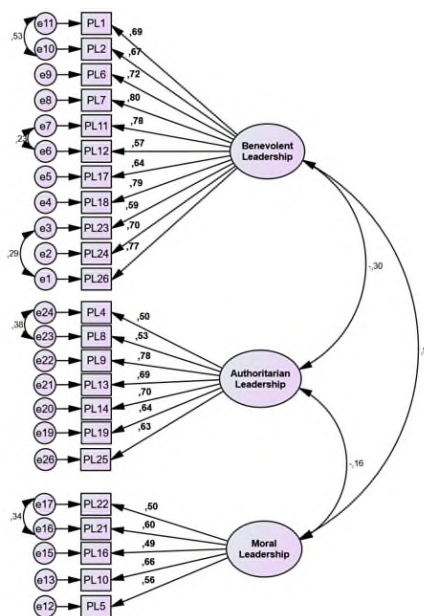 e11 PL1 ,69
,53
e10 PL2 ,67
e9 PL6 ,72
e8 PL7 ,80
e7 PL11 ,78
e6 PL12 ,57
e5 PL17 ,64
e4 PL18 ,79
e3 PL23 ,59
,29
e2 PL24 ,70
e1 PL26 ,77
Benevolent
Leadership
-,30
e24 PL4 ,50
,38
e23 PL8 ,53
e22 PL9 ,78
e21 PL13 ,69
e20 PL14 ,70
e19 PL19 ,64
e26 PL25 ,63
Authoritarian
Leadership
-,16
e17 PL22 ,50
,34
e16 PL21 ,60
e15 PL16 ,49
e13 PL10 ,66
e12 PL5 ,56
Moral
Leadership